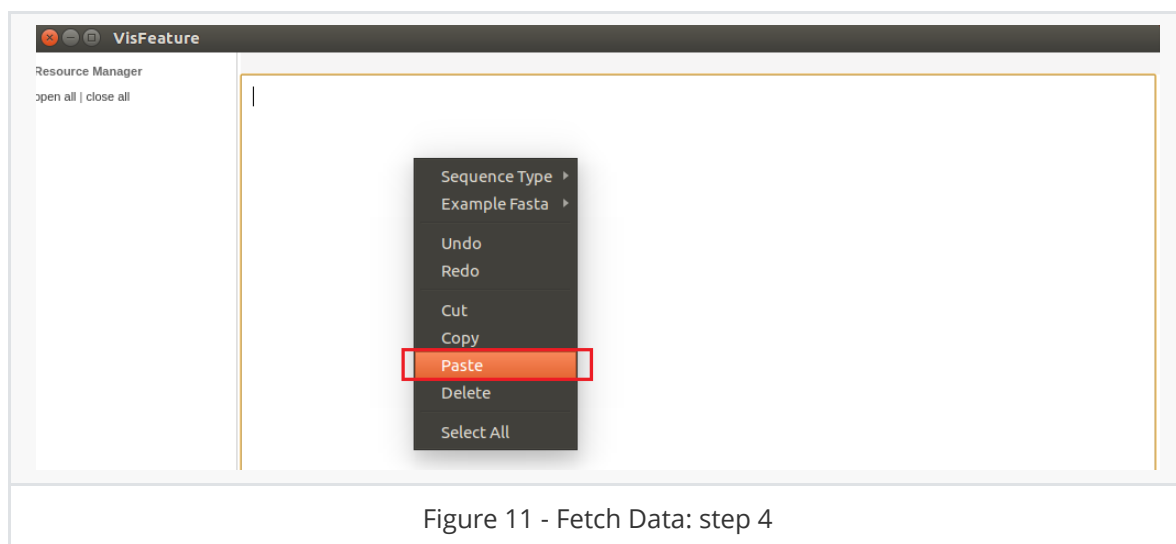 VisFeature
Resource Manager
open all | close all
Sequence Type
Example Fasta
Undo
Redo
Cut
Copy
Paste
Delete
Select All
Figure 11 - Fetch Data: step 4